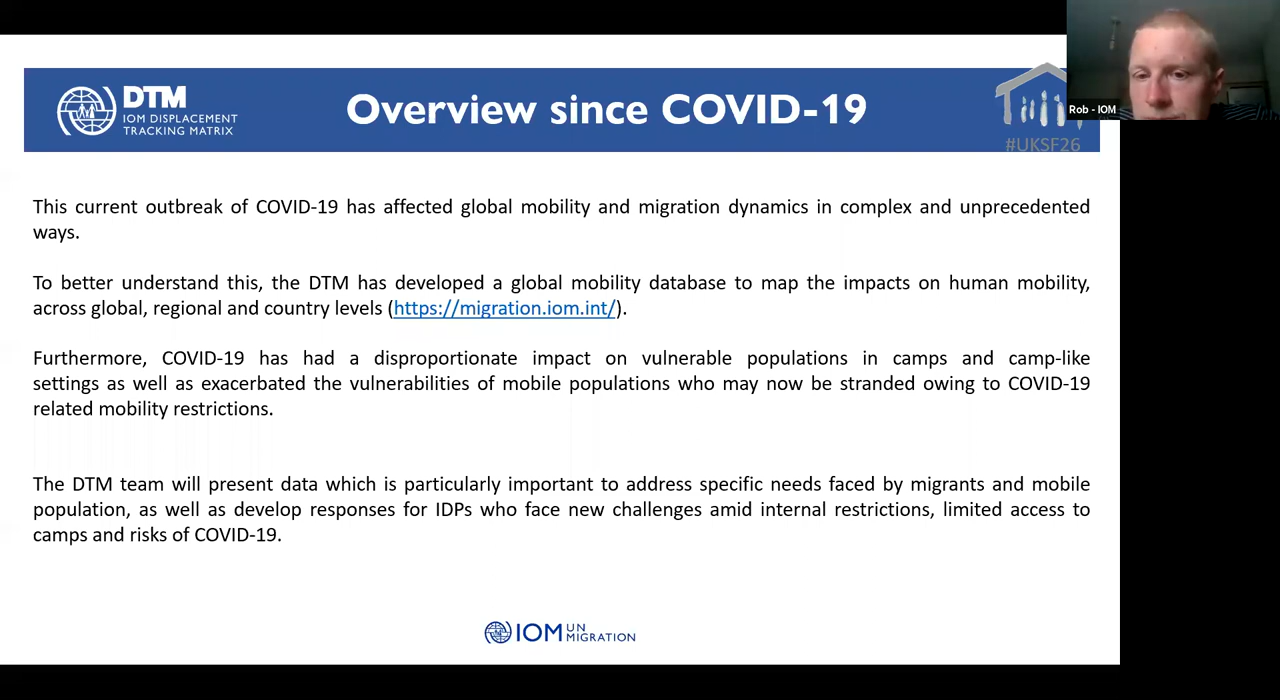 DTM
IOM DISPLACEMENT
TRACKING MATRIX
Overview since COVID-19
#UKSF26
Rob - IOM
This current outbreak of COVID-19 has affected global mobility and migration dynamics in complex and unprecedented
ways.
To better understand this, the DTM has developed a global mobility database to map the impacts on human mobility,
across global, regional and country levels (https://migration.iom.int/).
Furthermore, COVID-19 has had a disproportionate impact on vulnerable populations in camps and camp-like
settings as well as exacerbated the vulnerabilities of mobile populations who may now be stranded owing to COVID-19
related mobility restrictions.
The DTM team will present data which is particularly important to address specific needs faced by migrants and mobile
population, as well as develop responses for IDPs who face new challenges amid internal restrictions, limited access to
camps and risks of COVID-19.
IOM UN
MIGRATION